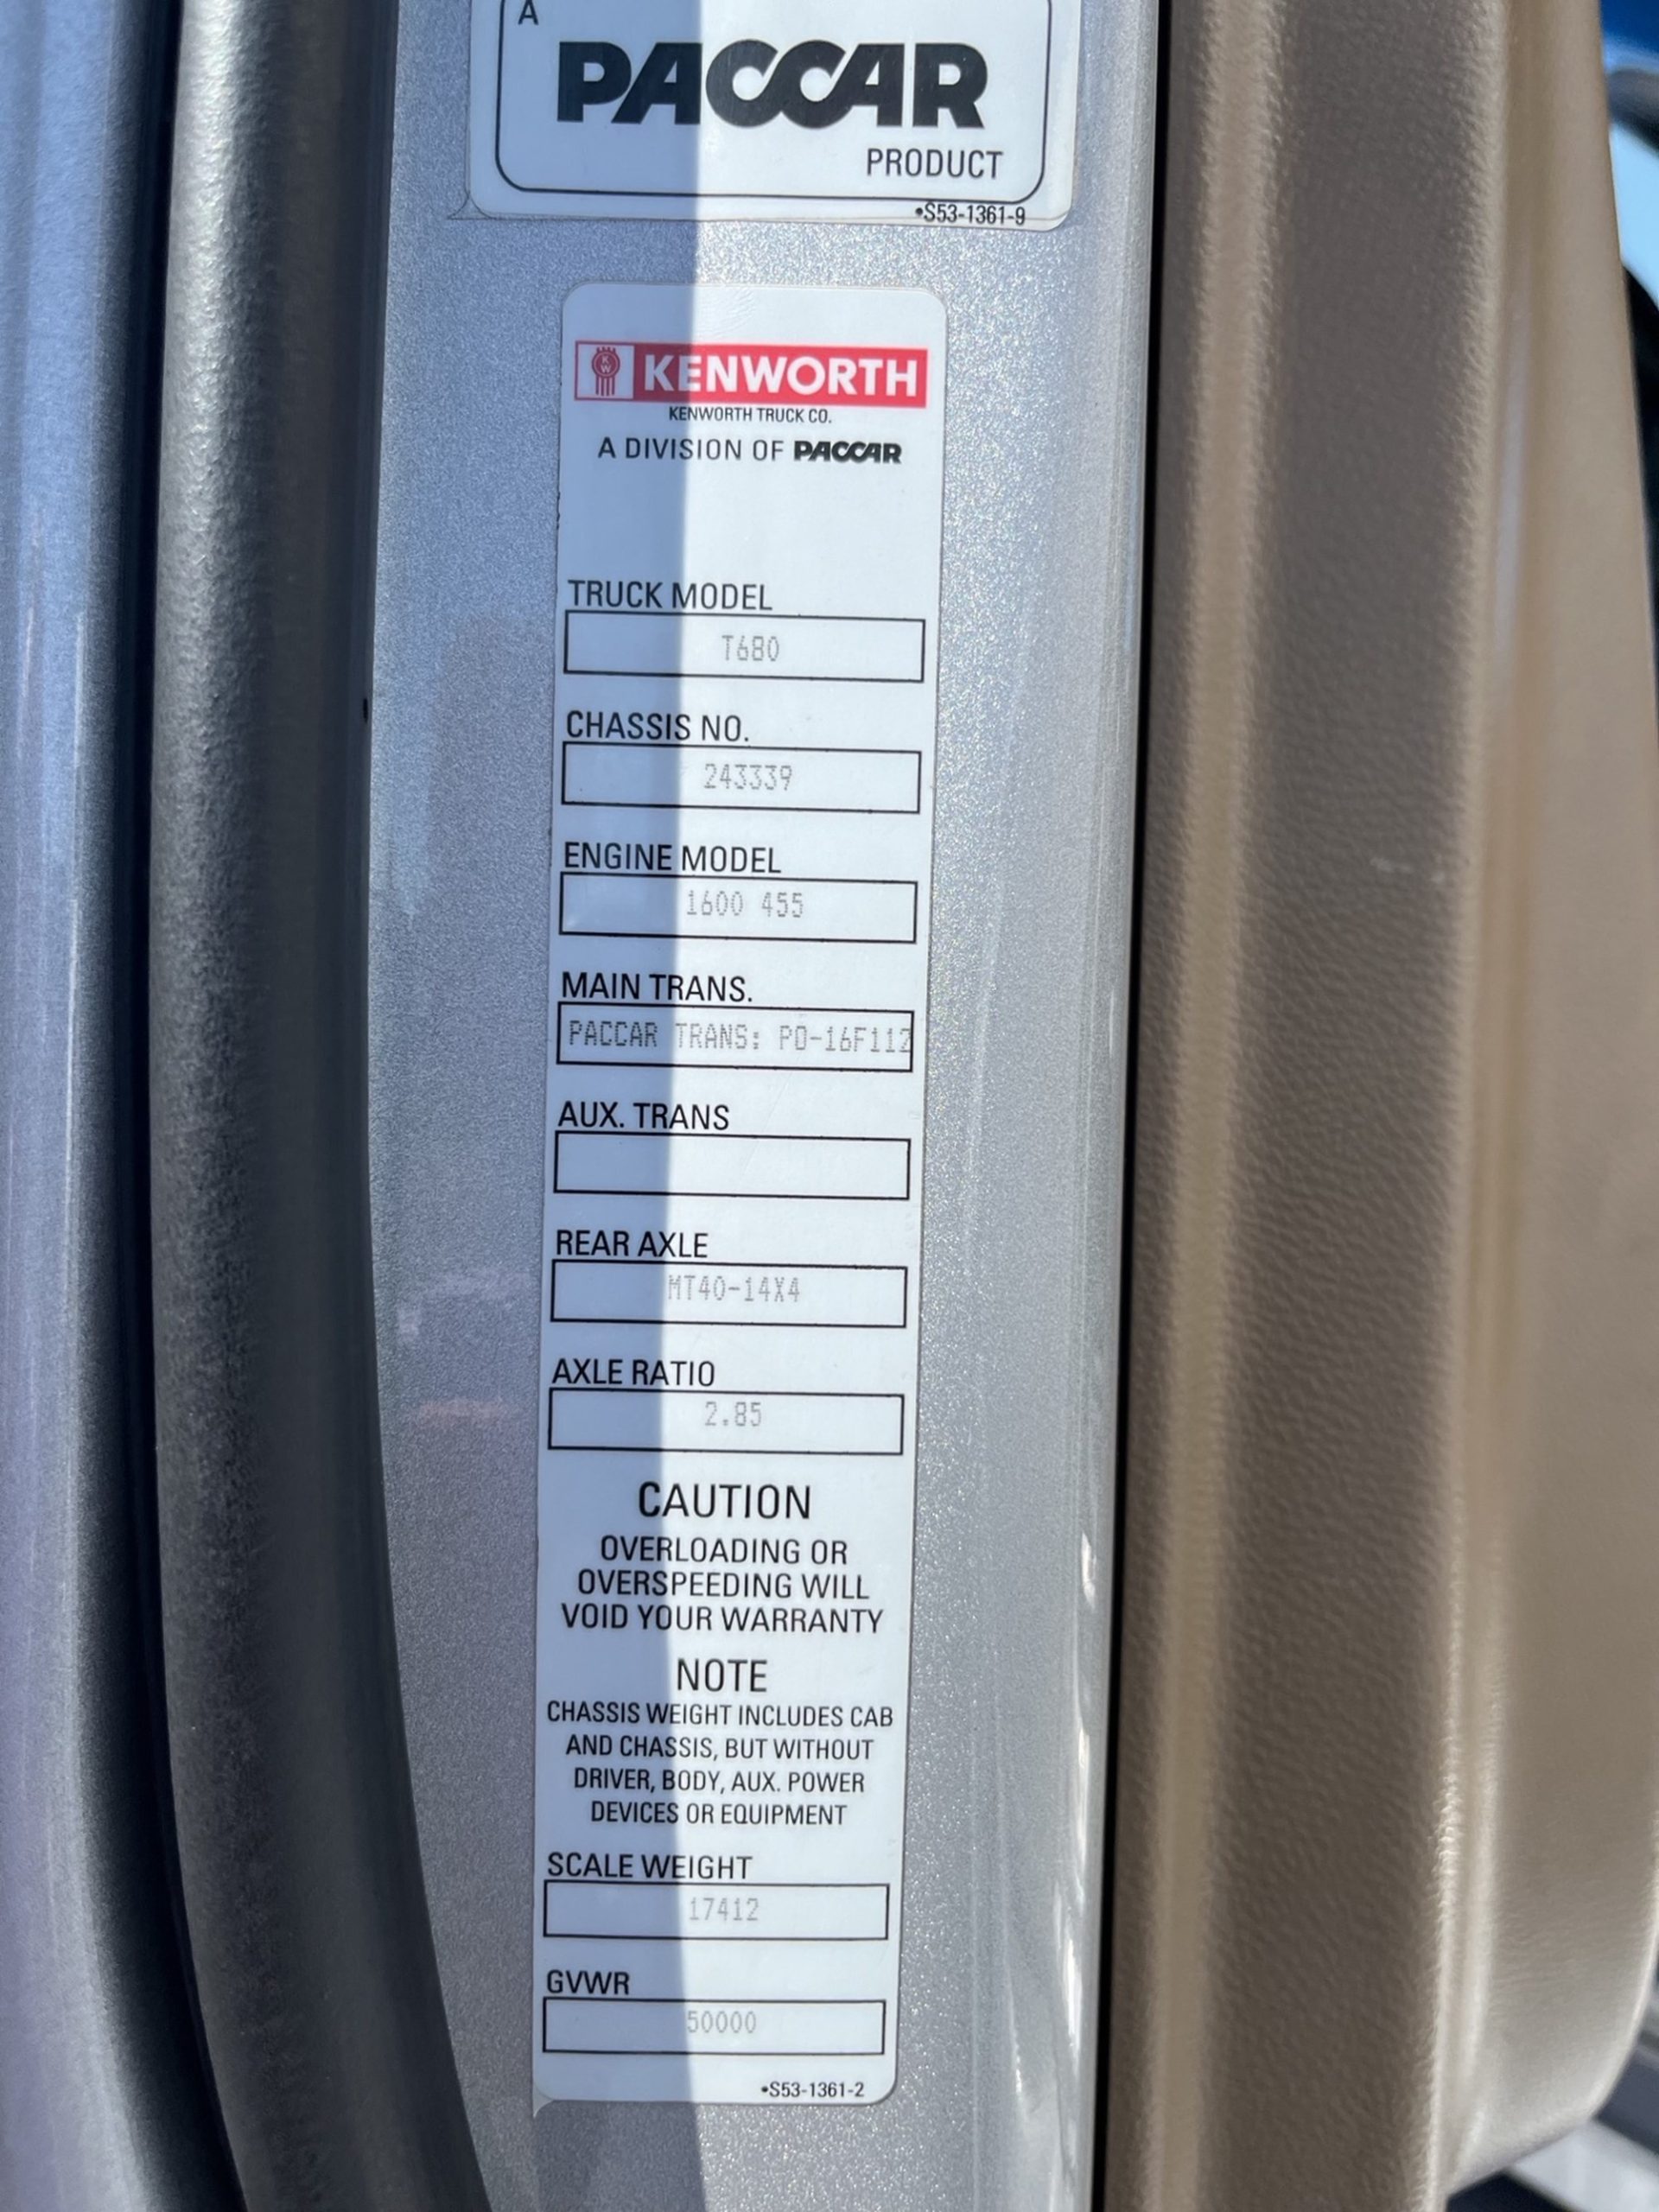 A
PACCAR
PRODUCT
•S53-1361-9
KW KENWORTH
KENWORTH TRUCK CO.
A DIVISION OF PACCAR
TRUCK MODEL
T680
CHASSIS NO.
243339
ENGINE MODEL
1600 455
MAIN TRANS.
PACCAR TRANS: PO-16F112
AUX. TRANS
REAR AXLE
MT40-14X4
AXLE RATIO
2.85
CAUTION
OVERLOADING OR
OVERSPEEDING WILL
VOID YOUR WARRANTY
NOTE
CHASSIS WEIGHT INCLUDES CAB
AND CHASSIS, BUT WITHOUT
DRIVER, BODY, AUX. POWER
DEVICES OR EQUIPMENT
SCALE WEIGHT
17412
GVWR
50000
•S53-1361-2